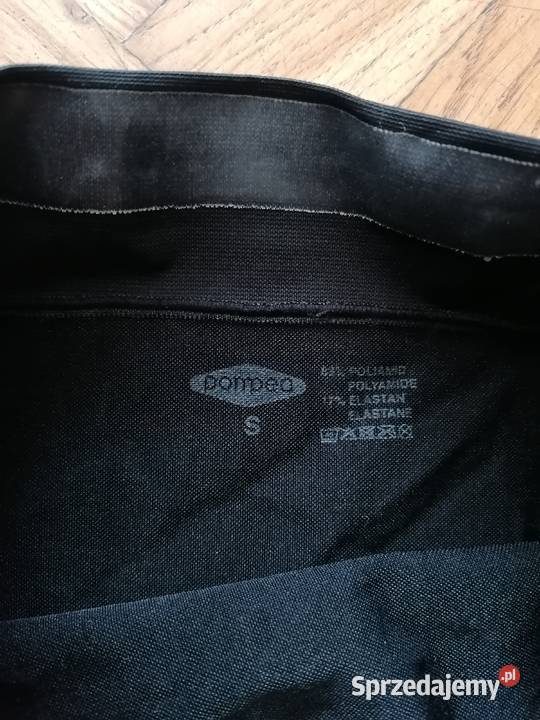 pompea
S
83% POLIAMID
POLYAMIDE
17% ELASTAN
ELASTANE
Sprzedajemy.pl